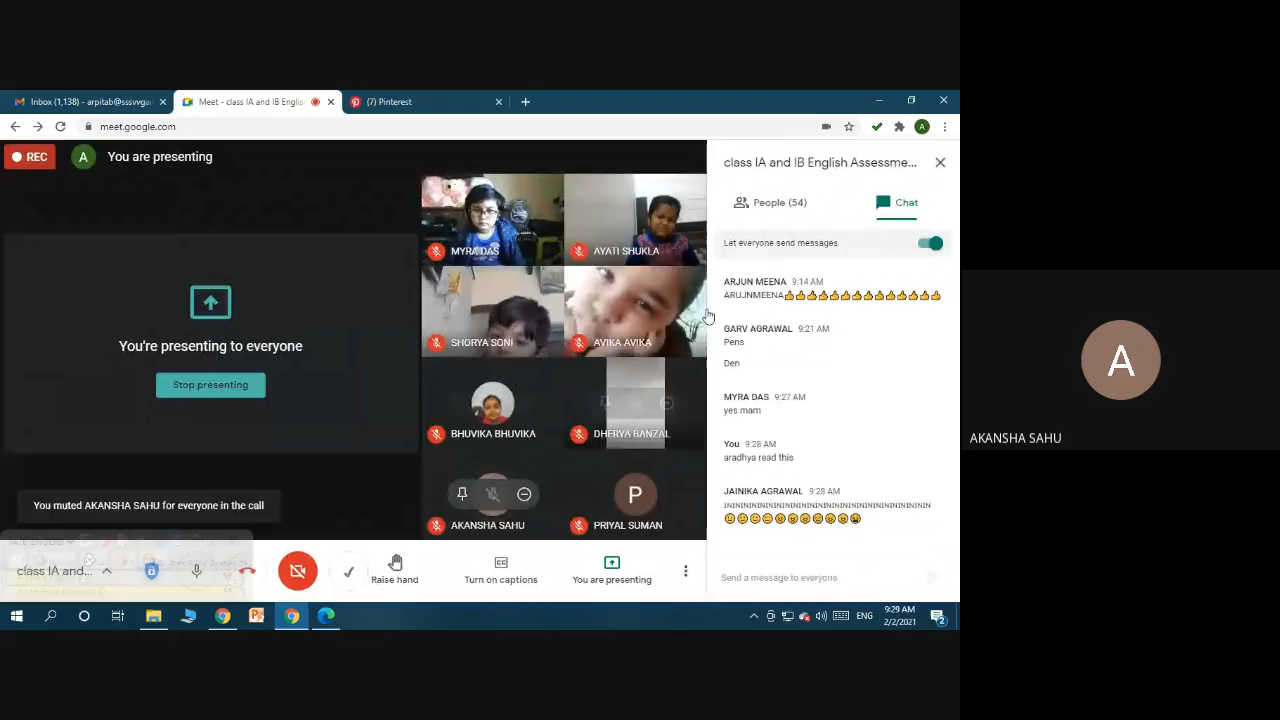 Inbox (1,138) - arpitab@sssvvga
Meet - class IA and IB Englis
(7) Pinterest
meet.google.com
REC
A
You are presenting
You're presenting to everyone
Stop presenting
You muted AKANSHA SAHU for everyone in the call
MYRA DAS
AYATI SHUKLA
SHORYA SONI
AVIKA AVIKA
BHUVIKA BHUVIKA
DHERYA BANZAL
AKANSHA SAHU
P
PRIYAL SUMAN
class IA and IB English Assessme...
People (54)
Chat
Let everyone send messages
ARJUN MEENA 9:14 AM
ARUJNMEENA👍👍👍👍👍👍👍👍👍👍👍👍👍👍
GARV AGRAWAL 9:21 AM
Pens
Den
MYRA DAS 9:27 AM
yes mam
You 9:28 AM
aradhya read this
JAINIKA AGRAWAL 9:28 AM
Send a message to everyone
class IA and...
Raise hand
Turn on captions
You are presenting
ENG
9:29 AM
2/2/2021
2
A
AKANSHA SAHU